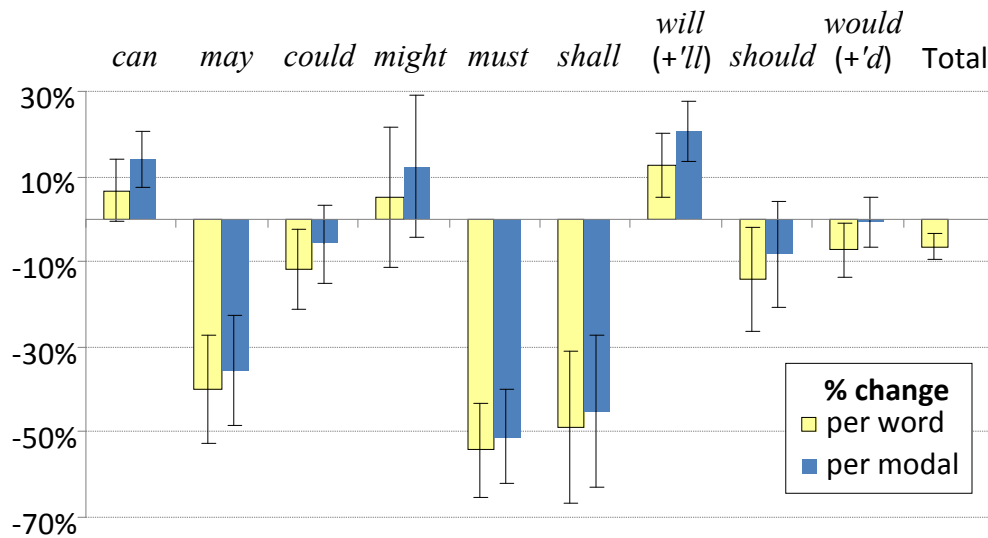 can may could might must shall will (+'ll) should would (+'d) Total
30%
10%
-10%
-30%
-50%
-70%
% change
per word
per modal